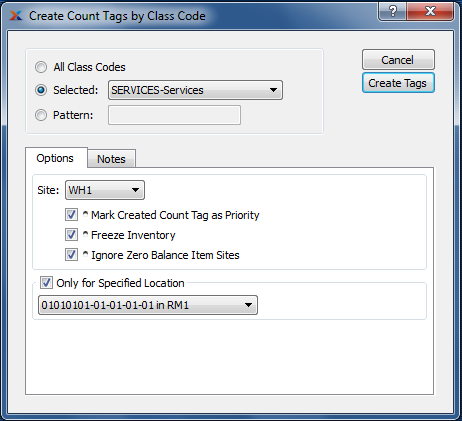 Create Count Tags by Class Code
?
All Class Codes
Cancel
Selected: SERVICES-Services
Create Tags
Pattern:
Options Notes
Site: WH1
^ Mark Created Count Tag as Priority
^ Freeze Inventory
^ Ignore Zero Balance Item Sites
Only for Specified Location
01010101-01-01-01-01 in RM1